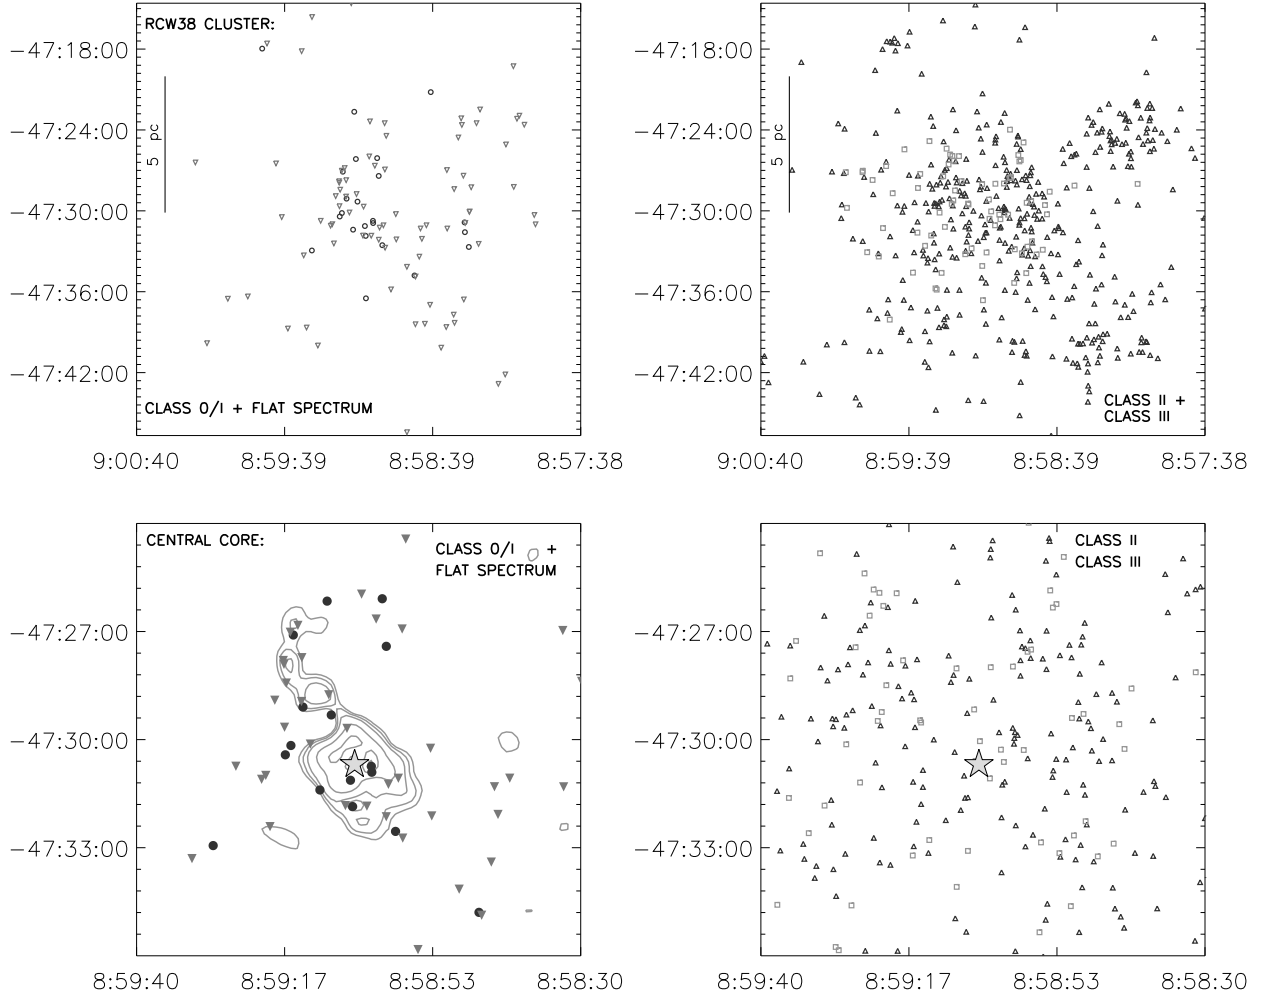 RCW38 CLUSTER:
−47:18:00
−47:24:00
5 pc
−47:30:00
−47:36:00
−47:42:00
CLASS 0/I + FLAT SPECTRUM
9:00:40
8:59:39
8:58:39
8:57:38
−47:18:00
−47:24:00
5 pc
−47:30:00
−47:36:00
−47:42:00
CLASS II +
CLASS III
9:00:40
8:59:39
8:58:39
8:57:38
CENTRAL CORE:
CLASS 0/I +
FLAT SPECTRUM
−47:27:00
−47:30:00
−47:33:00
8:59:40
8:59:17
8:58:53
8:58:30
CLASS II
CLASS III
−47:27:00
−47:30:00
−47:33:00
8:59:40
8:59:17
8:58:53
8:58:30